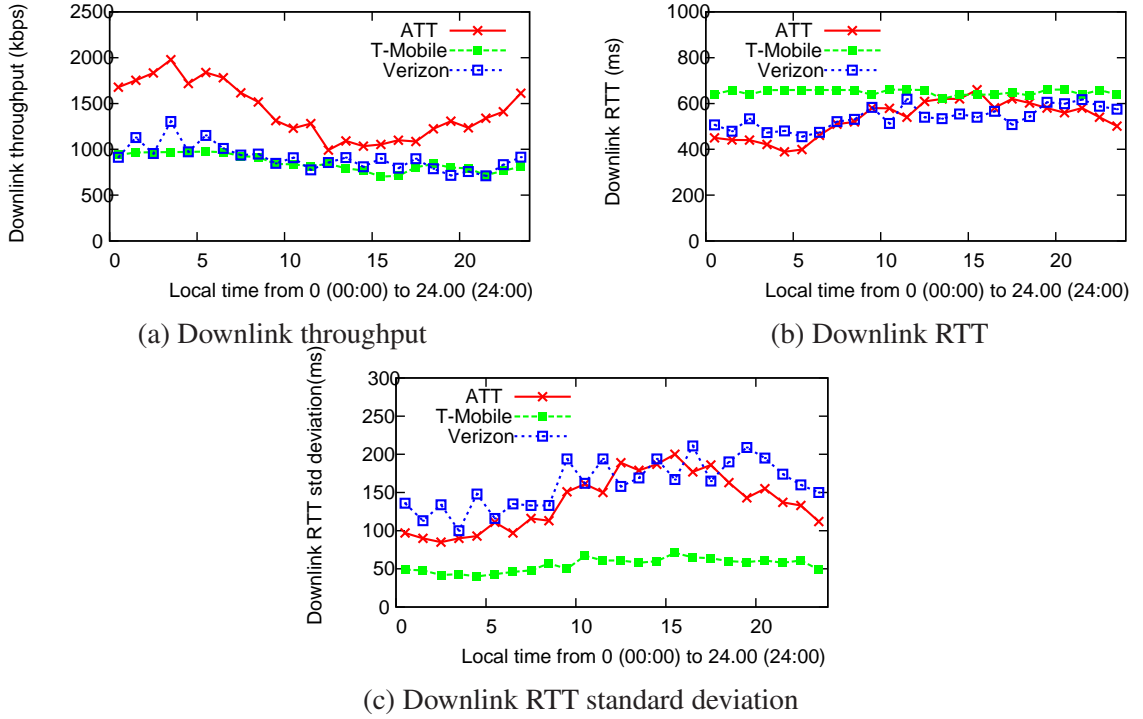 Downlink throughput (kbps)
2500
2000
1500
1000
500
0
ATT
T-Mobile
Verizon
0 5 10 15 20
Local time from 0 (00:00) to 24.00 (24:00)
(a) Downlink throughput
Downlink RTT (ms)
1000
800
600
400
200
0
ATT
T-Mobile
Verizon
0 5 10 15 20
Local time from 0 (00:00) to 24.00 (24:00)
(b) Downlink RTT
Downlink RTT std deviation(ms)
300
250
200
150
100
50
0
ATT
T-Mobile
Verizon
0 5 10 15 20
Local time from 0 (00:00) to 24.00 (24:00)
(c) Downlink RTT standard deviation